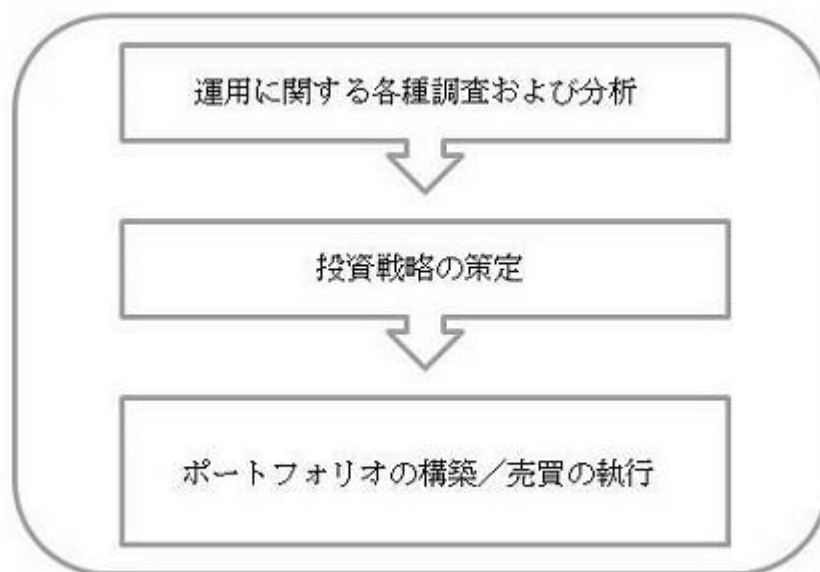 運用に関する各種調査および分析
投資戦略の策定
ポートフォリオの構築／売買の執行